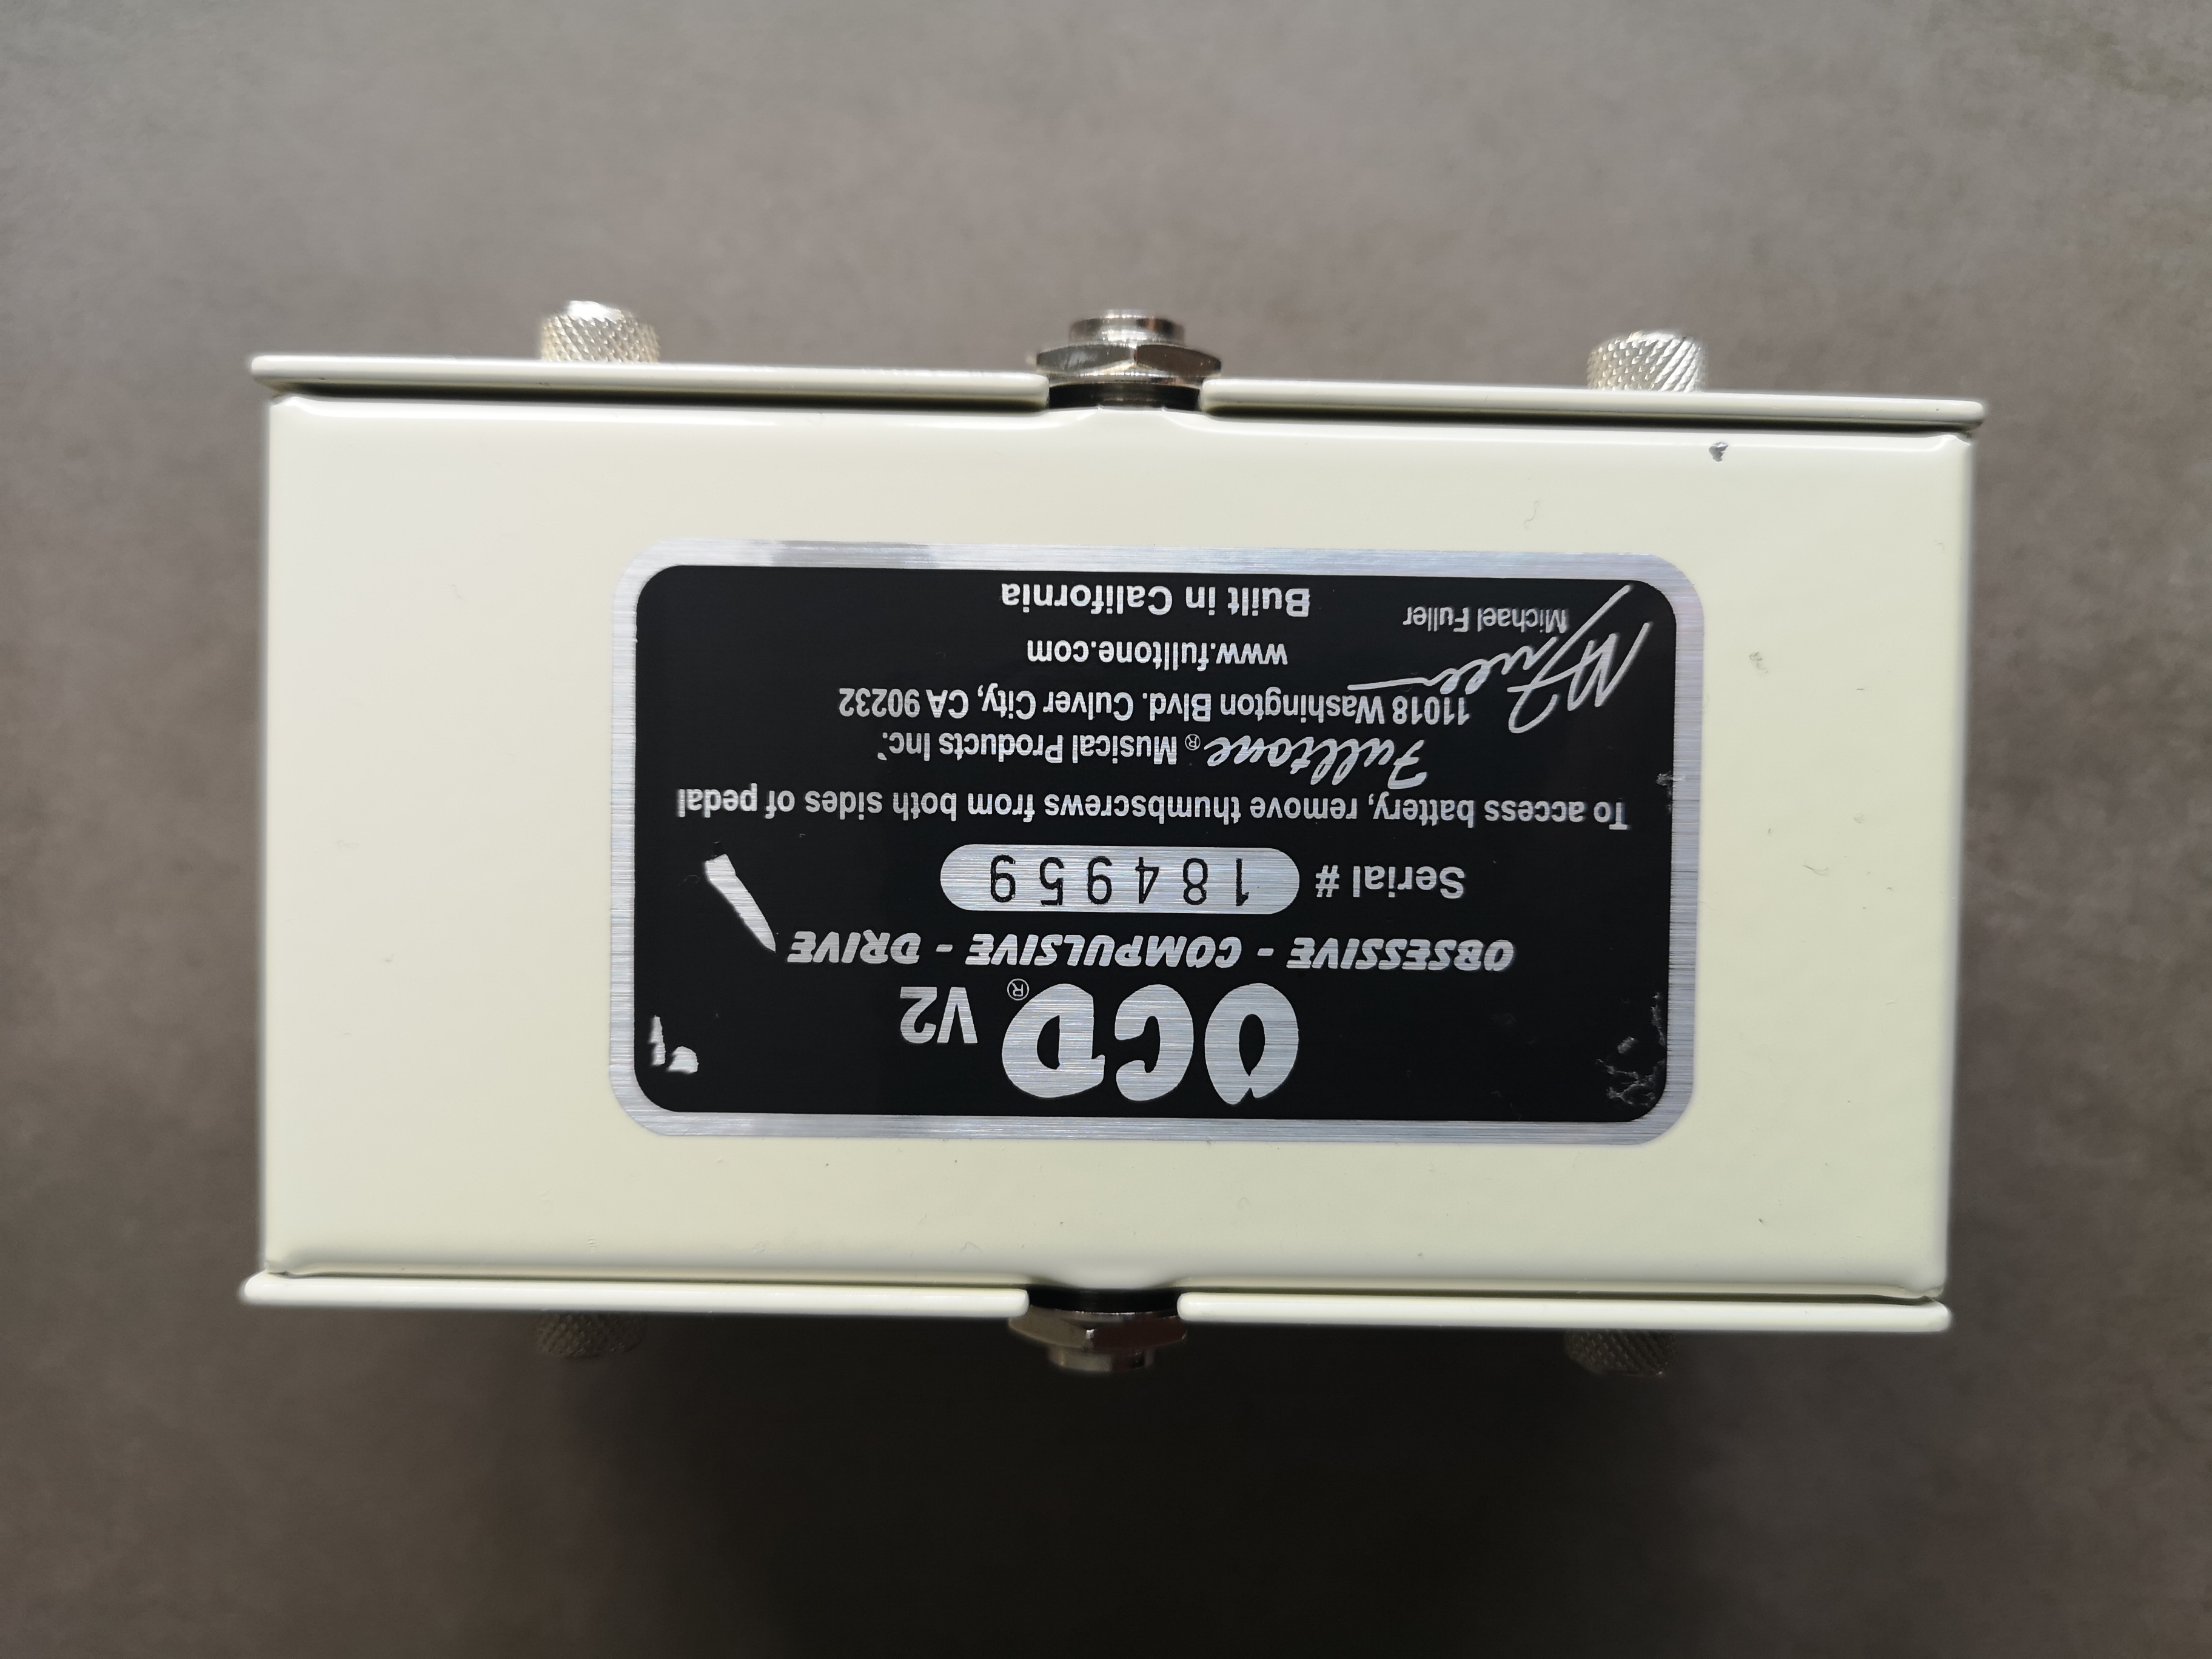 OCD® V2
OBSESSIVE - COMPULSIVE - DRIVE
Serial # 184959
To access battery, remove thumbscrews from both sides of pedal
Fulltone® Musical Products Inc.
11018 Washington Blvd. Culver City, CA 90232
www.fulltone.com
Built in California
MFuller
Michael Fuller